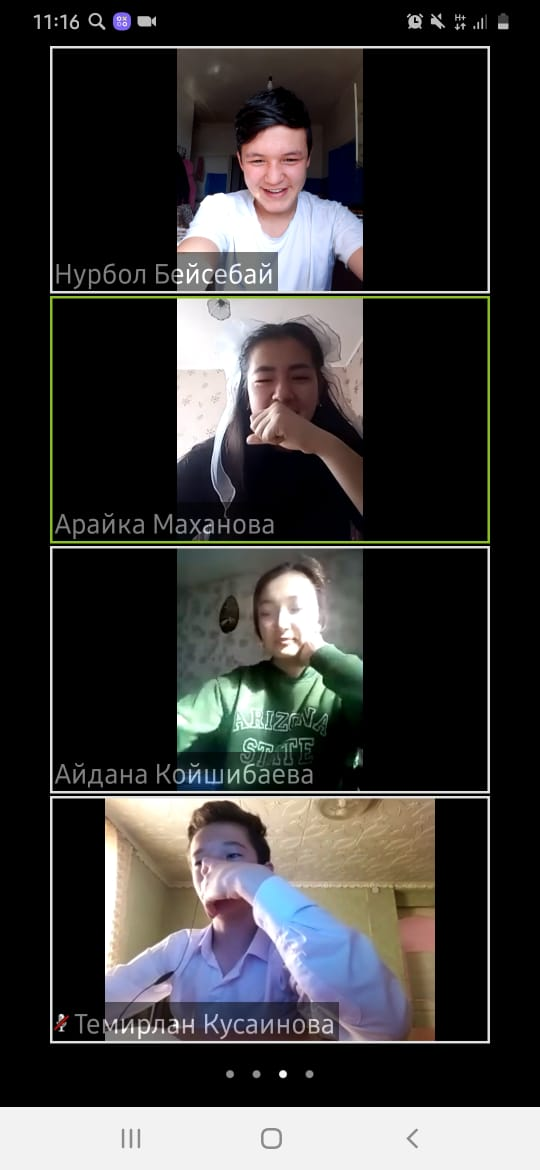 11:16
H+
Нурбол Бейсебай
Арайка Маханова
ARIZONA
STATE
Айдана Койшибаева
Темирлан Кусаинова